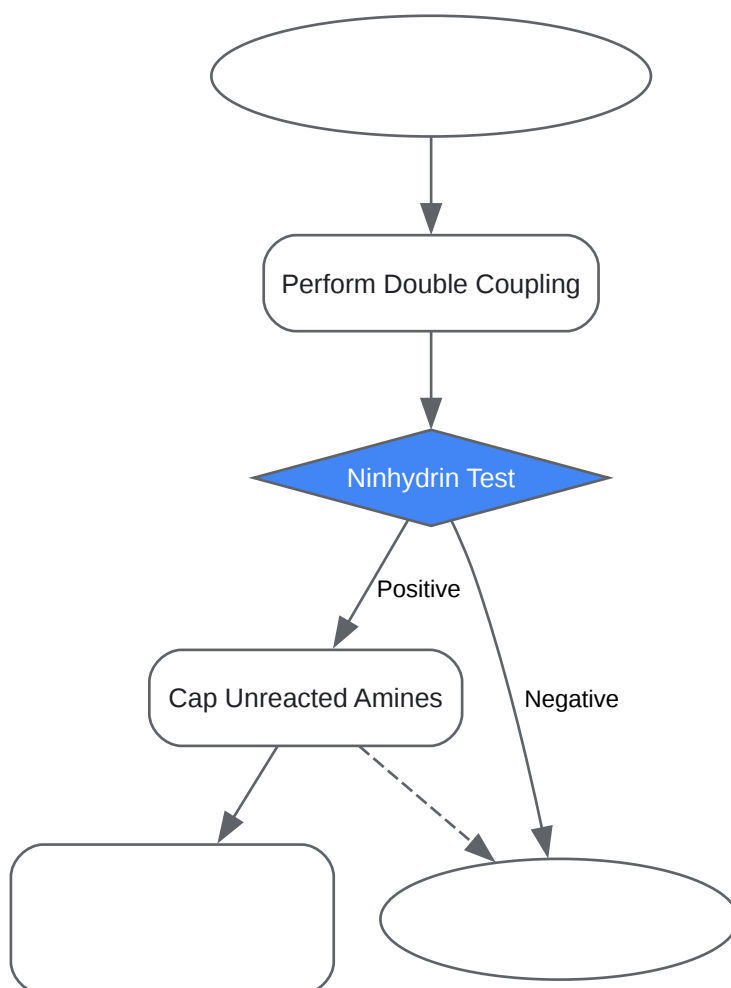 Perform Double Coupling
Ninhydrin Test
Positive
Cap Unreacted Amines
Negative